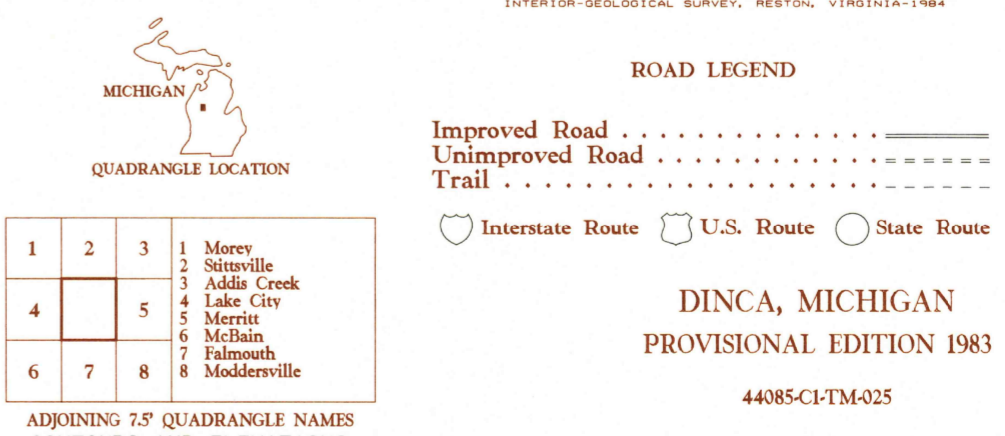 INTERIOR-GEOLOGICAL SURVEY, RESTON, VIRGINIA-1984
MICHIGAN
QUADRANGLE LOCATION
ROAD LEGEND
Improved Road
Unimproved Road
Trail
Interstate Route U.S. Route State Route
1 2 3
4 5
6 7 8
1 Morey
2 Stittsville
3 Addis Creek
4 Lake City
5 Merritt
6 McBain
7 Falmouth
8 Moddersville
ADJOINING 7.5' QUADRANGLE NAMES
DINCA, MICHIGAN
PROVISIONAL EDITION 1983
44085-C1-TM-025